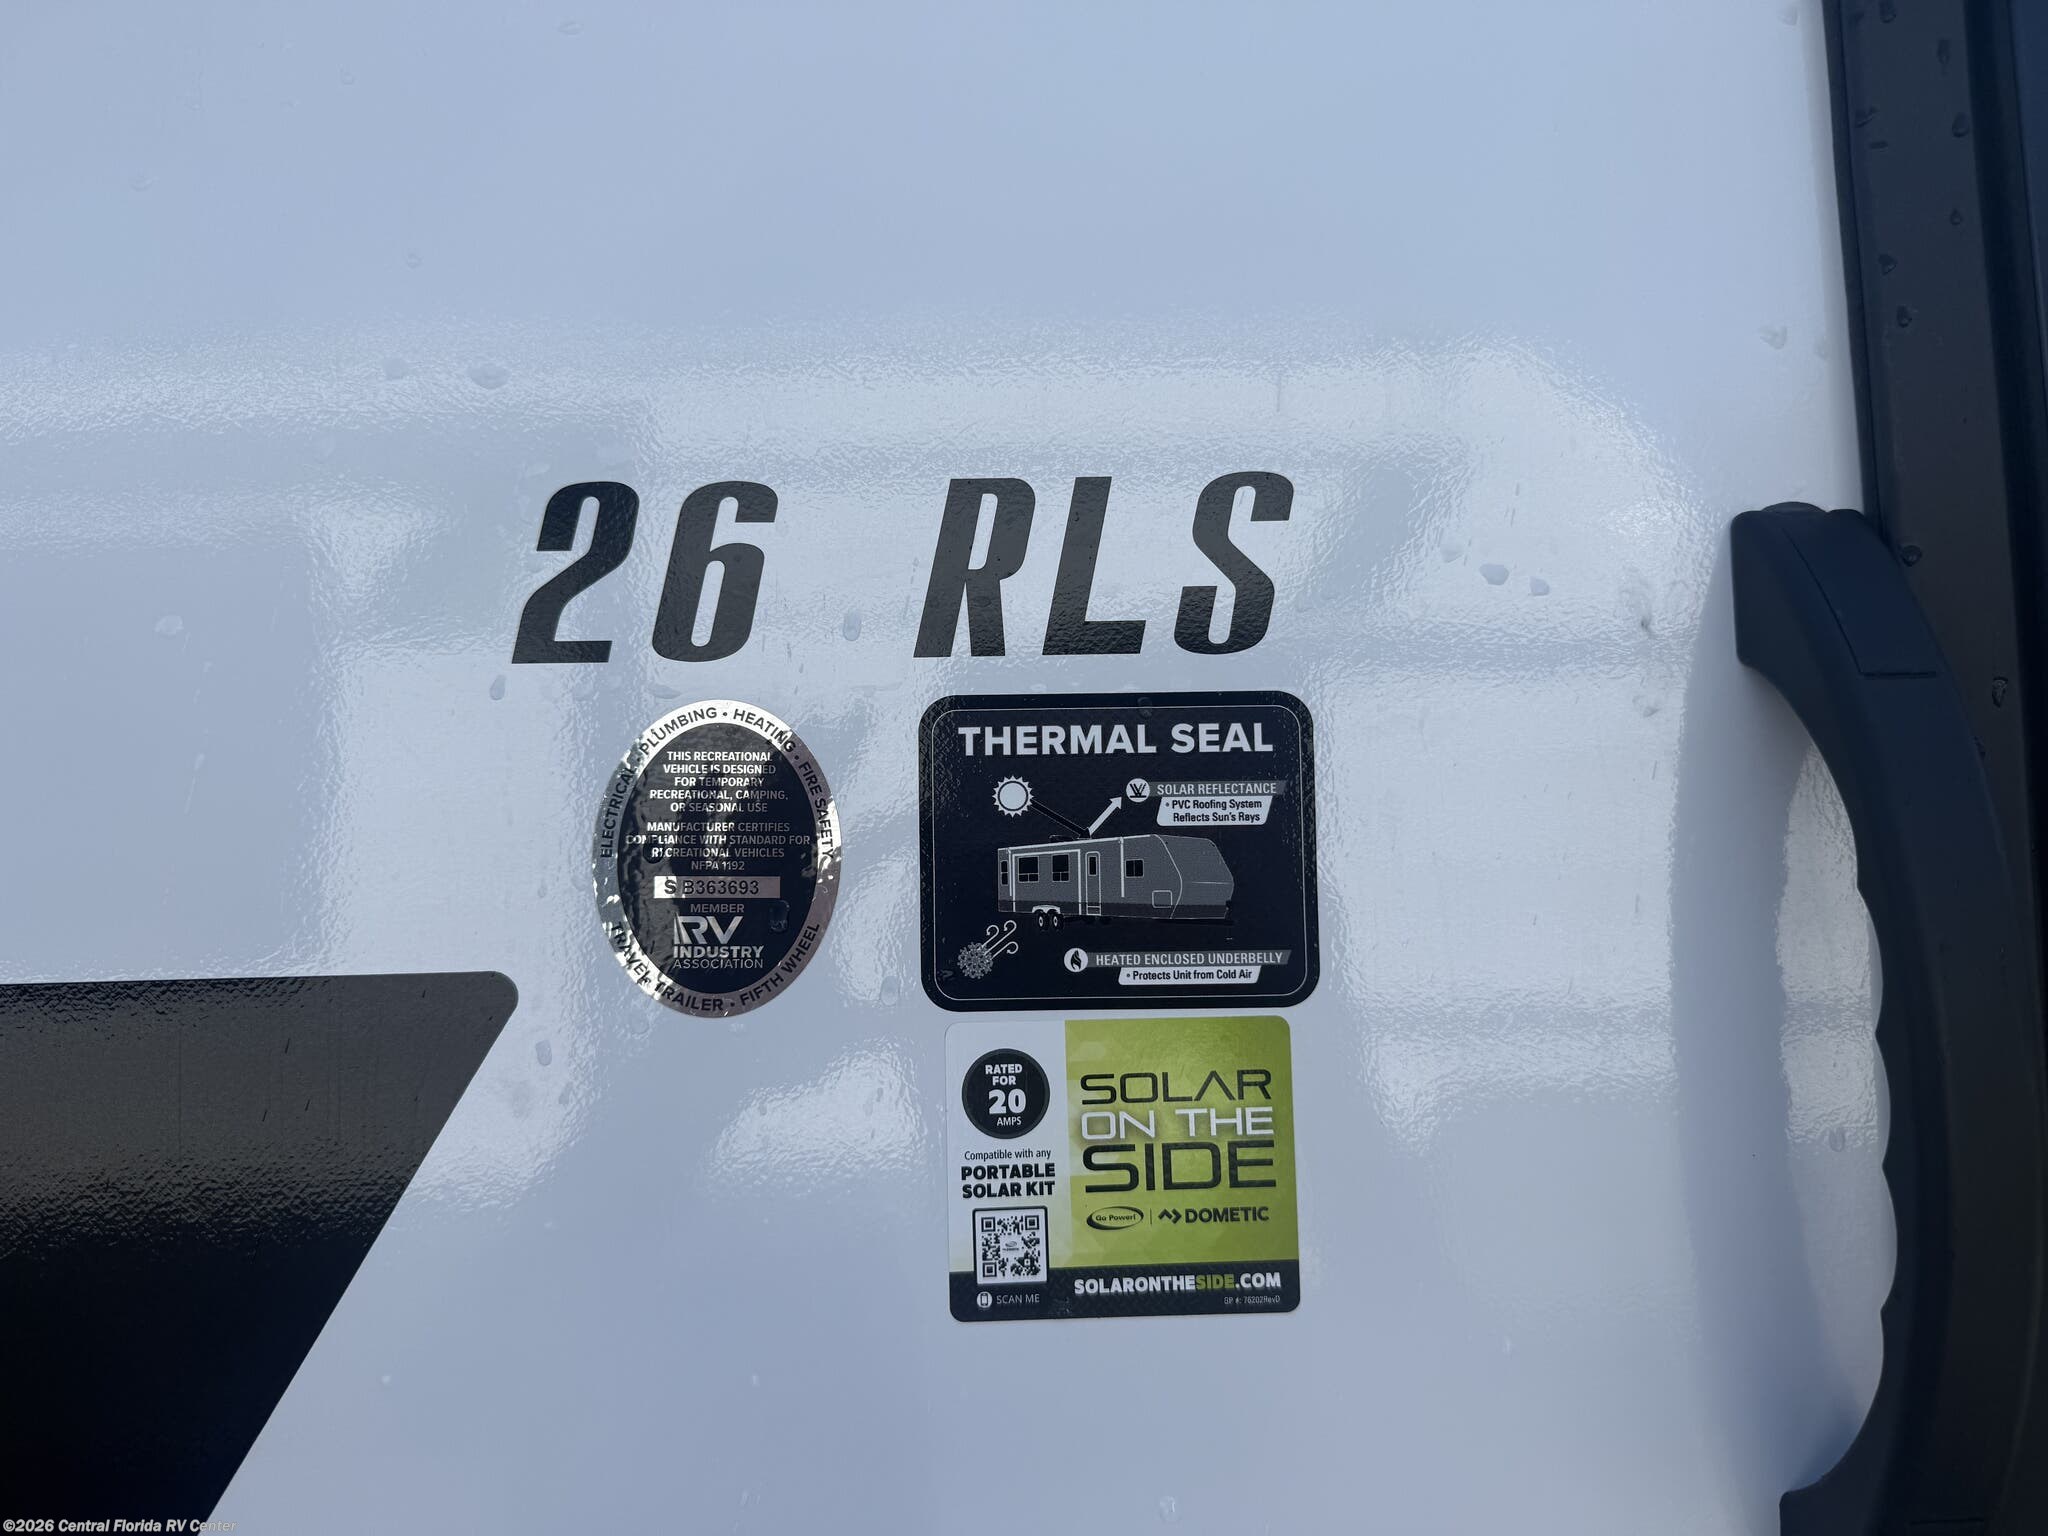 26 RLS
ELECTRICAL • PLUMBING • HEATING • FIRE SAFETY
THIS RECREATIONAL
VEHICLE IS DESIGNED
FOR TEMPORARY
RECREATIONAL, CAMPING,
OR SEASONAL USE
MANUFACTURER CERTIFIES
COMPLIANCE WITH STANDARD FOR
RECREATIONAL VEHICLES
NFPA 1192
S B363693
MEMBER
RV
INDUSTRY
ASSOCIATION
TRAVEL TRAILER • FIFTH WHEEL
THERMAL SEAL
SOLAR REFLECTANCE
• PVC Roofing System
Reflects Sun's Rays
HEATED ENCLOSED UNDERBELLY
• Protects Unit from Cold Air
RATED
FOR
20
AMPS
Compatible with any
PORTABLE
SOLAR KIT
SCAN ME
SOLAR
ON THE
SIDE
Go Power! | DOMETIC
SOLARONTHESIDE.COM
GP #: 76202RevD
©2026 Central Florida RV Center